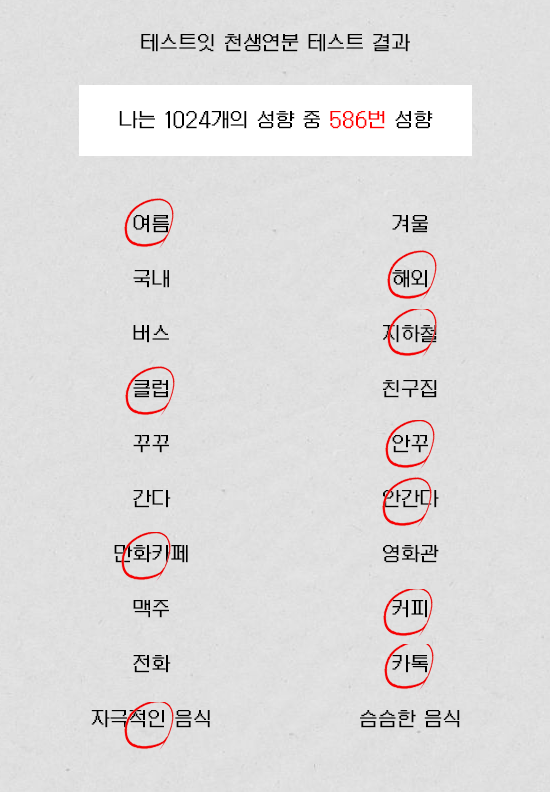 테스트잇 천생연분 테스트 결과
나는 1024개의 성향 중 586번 성향
여름 겨울
국내 해외
버스 지하철
클럽 친구집
꾸꾸 안꾸
간다 안간다
만화카페 영화관
맥주 커피
전화 카톡
자극적인 음식 슴슴한 음식